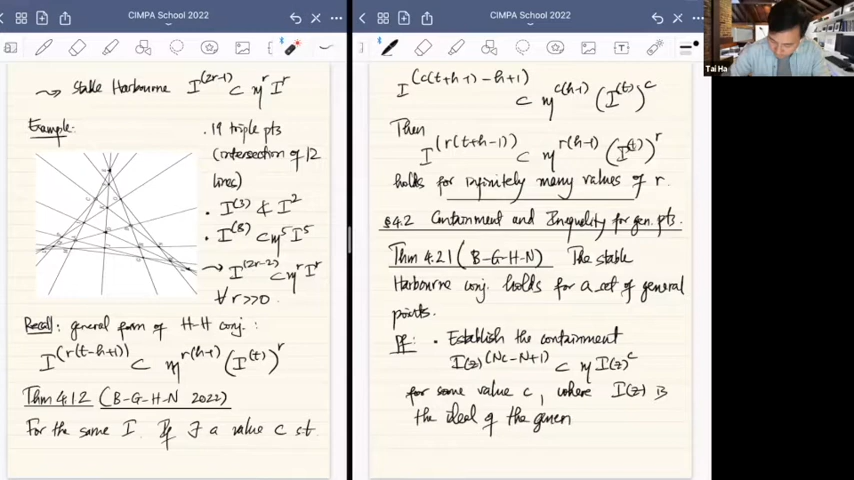 CIMPA School 2022
⇝ Stable Harbourne I^(2r-1) ⊂ m^r I^r
Example:
. 19 triple pts
(intersection of 12
lines)
• I^(3) ⊄ I^2
• I^(8) ⊂ m^5 I^5
⇝ I^(2r-2) ⊂ m^r I^r
∀ r>>0.
Recall: general form of H-H conj.:
I^(r(t-h+1)) ⊂ m^r(h-1) (I^(t))^r
Thm 4.12 (B-G-H-N 2022)
For the same I. If ∃ a value c st.
CIMPA School 2022
I^(c(t+h-1)-h+1)
⊂ m^c(h-1) (I^(t))^c
Then
I^(r(t+h-1)) ⊂ m^r(h-1) (I^(t))^r
holds for infinitely many values of r.
§4.2 Containment and Inequality for gen. pts.
Thm 4.21 (B-G-H-N) The stable
Harbourne conj. holds for a set of general
points.
Pf: • Establish the containment
I(z)^(Nc-N+1) ⊂ m I(z)^c
for some value c, where I(z) is
the ideal of the gener
Tai Ha